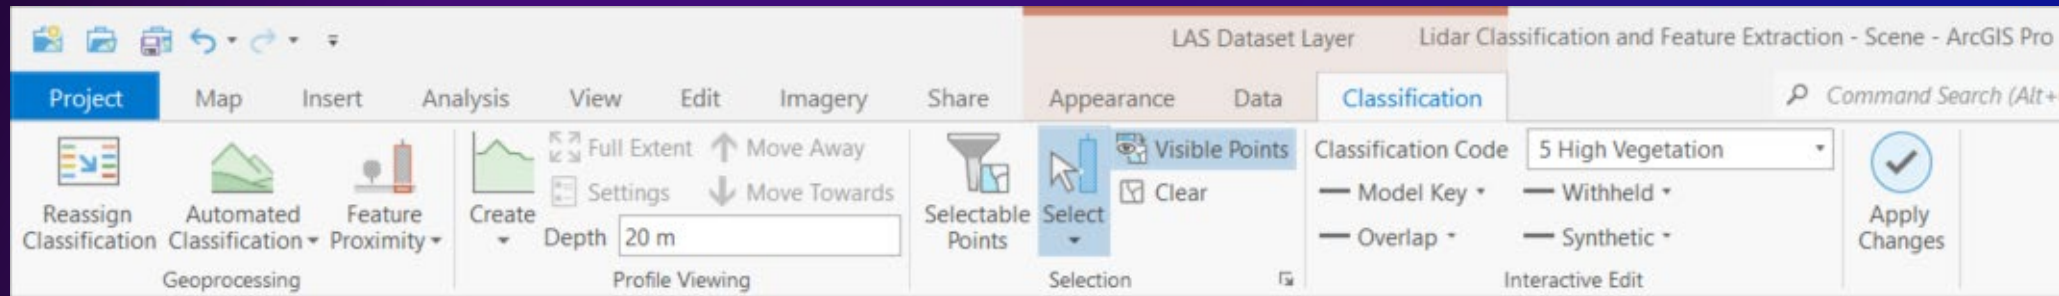 LAS Dataset Layer Lidar Classification and Feature Extraction - Scene - ArcGIS Pro
Project Map Insert Analysis View Edit Imagery Share Appearance Data Classification Command Search (Alt+
Reassign
Classification
Automated
Classification
Feature
Proximity
Geoprocessing
Create
Full Extent Move Away
Settings Move Towards
Depth 20 m
Profile Viewing
Selectable
Points
Select
Visible Points
Clear
Selection
Classification Code 5 High Vegetation
Model Key Withheld
Overlap Synthetic
Interactive Edit
Apply
Changes